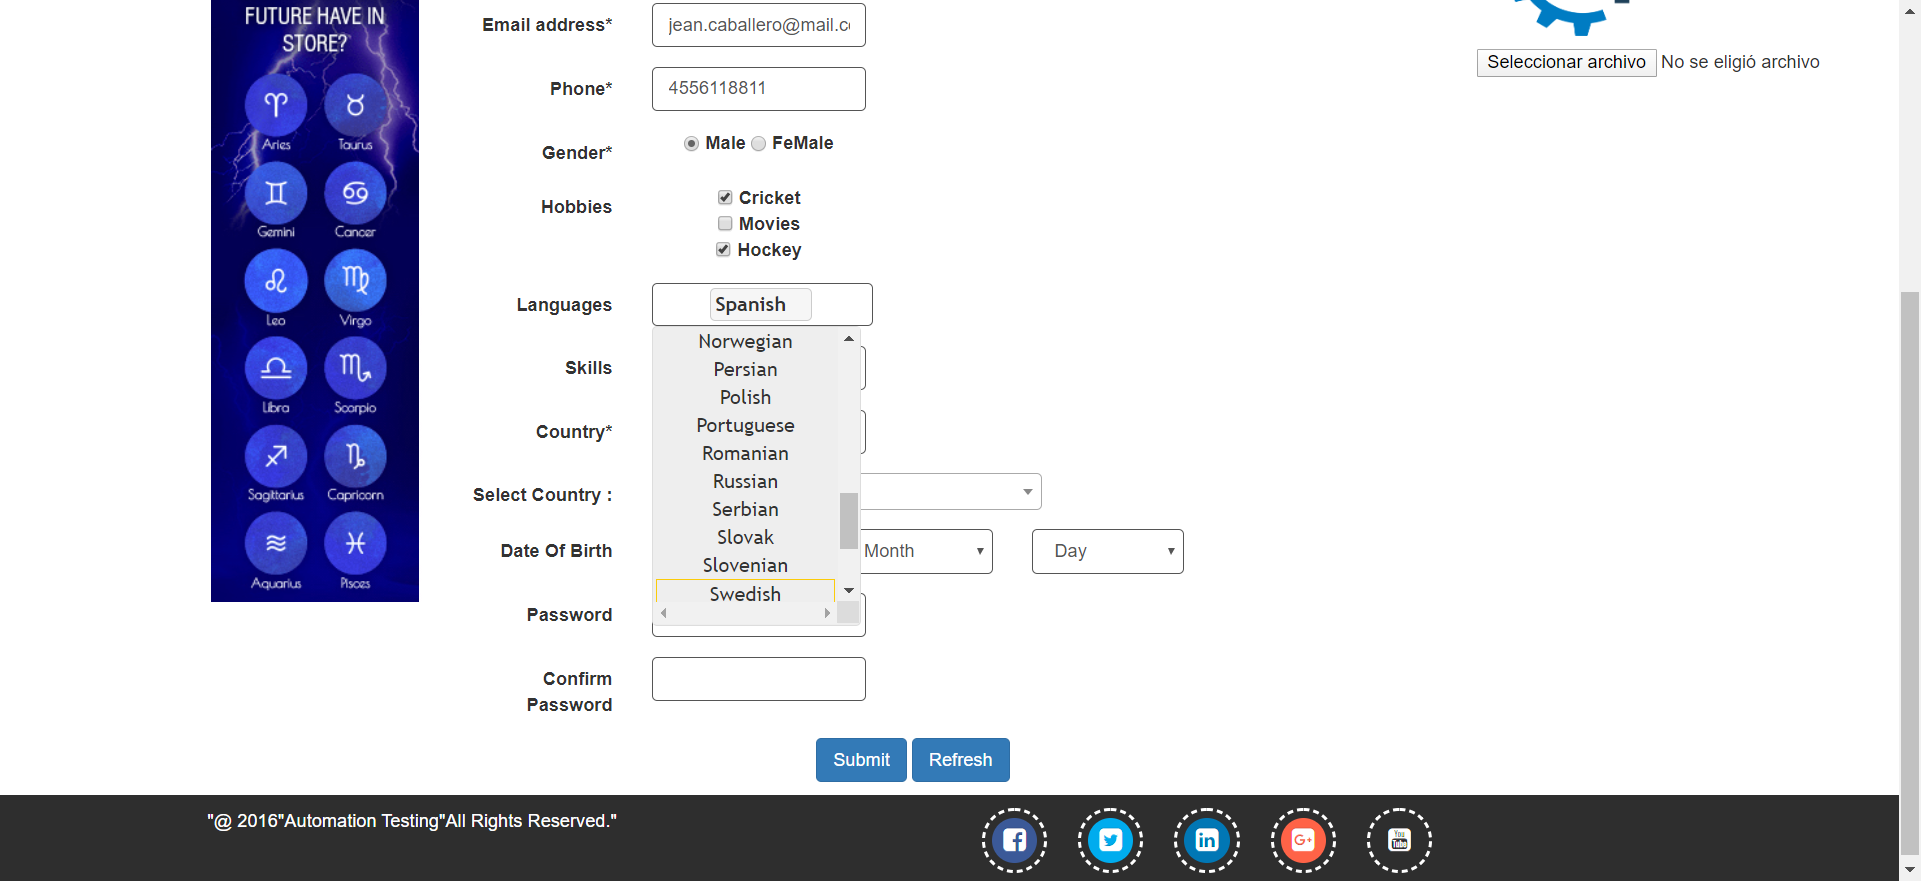 FUTURE HAVE IN
STORE?
Aries
Taurus
Gemini
Cancer
Leo
Virgo
Libra
Scorpio
Sagittarius
Capricorn
Aquarius
Pisces
Email address*
jean.caballero@mail.c
Phone*
4556118811
Gender*
Male
FeMale
Hobbies
Cricket
Movies
Hockey
Languages
Spanish
Norwegian
Persian
Polish
Portuguese
Romanian
Russian
Serbian
Slovak
Slovenian
Swedish
Skills
Country*
Select Country :
Date Of Birth
Month
Day
Password
Confirm
Password
Submit
Refresh
Seleccionar archivo
No se eligió archivo
"@ 2016"Automation Testing"All Rights Reserved."
f
in
G+
You
Tube